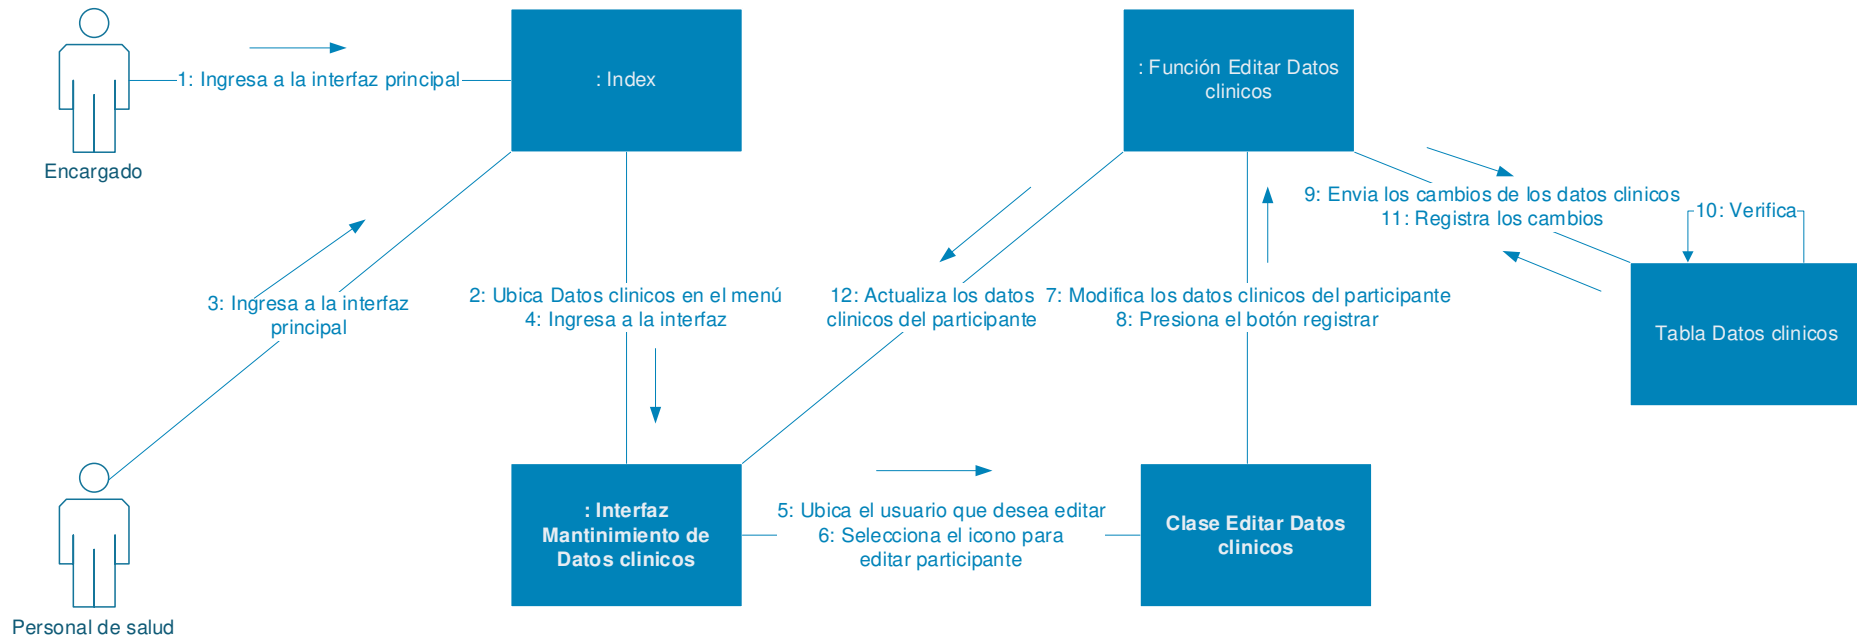 1: Ingresa a la interfaz principal
: Index
: Función Editar Datos
clinicos
Encargado
9: Envia los cambios de los datos clinicos
11: Registra los cambios
10: Verifica
3: Ingresa a la interfaz
principal
2: Ubica Datos clinicos en el menú
4: Ingresa a la interfaz
12: Actualiza los datos
clinicos del participante
7: Modifica los datos clinicos del participante
8: Presiona el botón registrar
Tabla Datos clinicos
: Interfaz
Mantinimiento de
Datos clinicos
5: Ubica el usuario que desea editar
6: Selecciona el icono para
editar participante
Clase Editar Datos
clinicos
Personal de salud